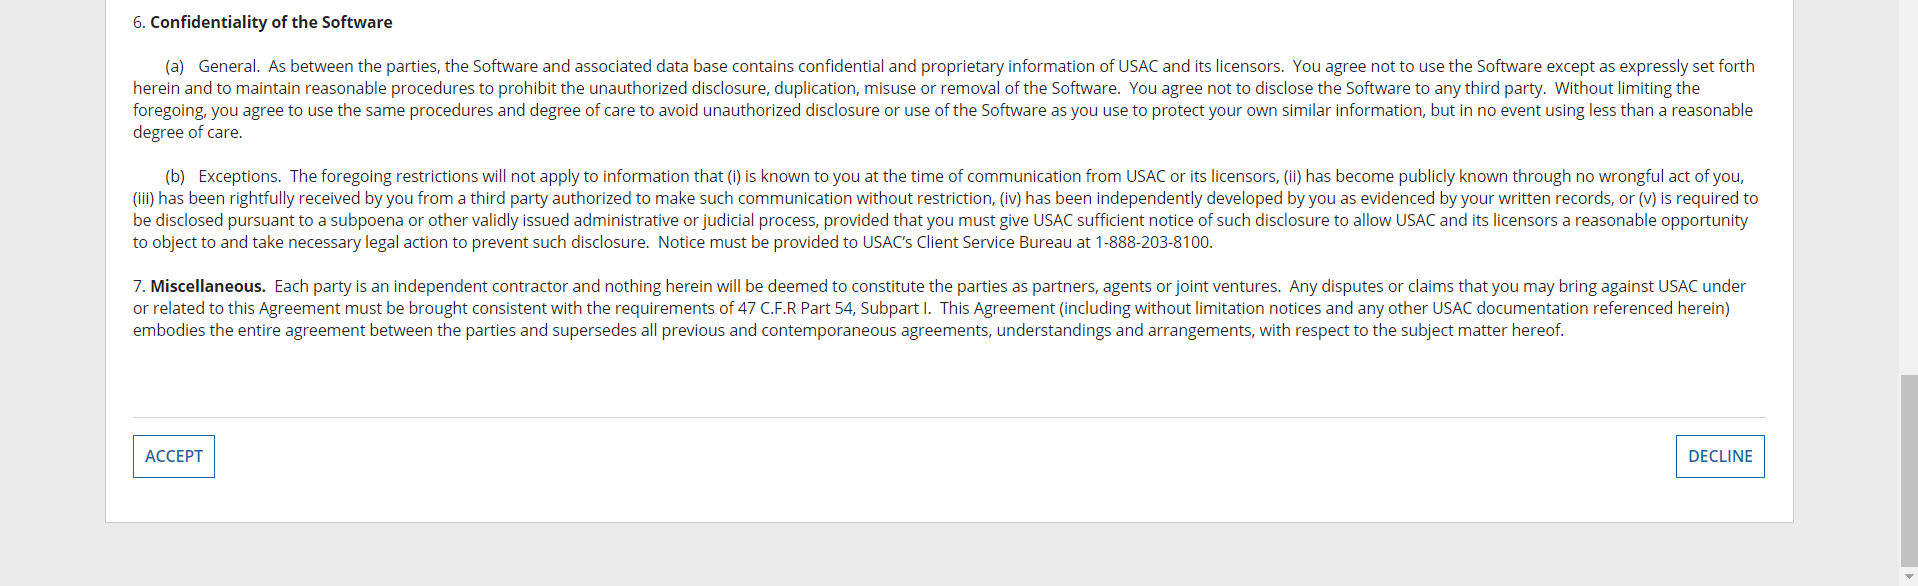 6. Confidentiality of the Software
(a) General. As between the parties, the Software and associated data base contains confidential and proprietary information of USAC and its licensors. You agree not to use the Software except as expressly set forth
herein and to maintain reasonable procedures to prohibit the unauthorized disclosure, duplication, misuse or removal of the Software. You agree not to disclose the Software to any third party. Without limiting the
foregoing, you agree to use the same procedures and degree of care to avoid unauthorized disclosure or use of the Software as you use to protect your own similar information, but in no event using less than a reasonable
degree of care.
(b) Exceptions. The foregoing restrictions will not apply to information that (i) is known to you at the time of communication from USAC or its licensors, (ii) has become publicly known through no wrongful act of you,
(iii) has been rightfully received by you from a third party authorized to make such communication without restriction, (iv) has been independently developed by you as evidenced by your written records, or (v) is required to
be disclosed pursuant to a subpoena or other validly issued administrative or judicial process, provided that you must give USAC sufficient notice of such disclosure to allow USAC and its licensors a reasonable opportunity
to object to and take necessary legal action to prevent such disclosure. Notice must be provided to USAC’s Client Service Bureau at 1-888-203-8100.
7. Miscellaneous. Each party is an independent contractor and nothing herein will be deemed to constitute the parties as partners, agents or joint ventures. Any disputes or claims that you may bring against USAC under
or related to this Agreement must be brought consistent with the requirements of 47 C.F.R Part 54, Subpart I. This Agreement (including without limitation notices and any other USAC documentation referenced herein)
embodies the entire agreement between the parties and supersedes all previous and contemporaneous agreements, understandings and arrangements, with respect to the subject matter hereof.
ACCEPT
DECLINE